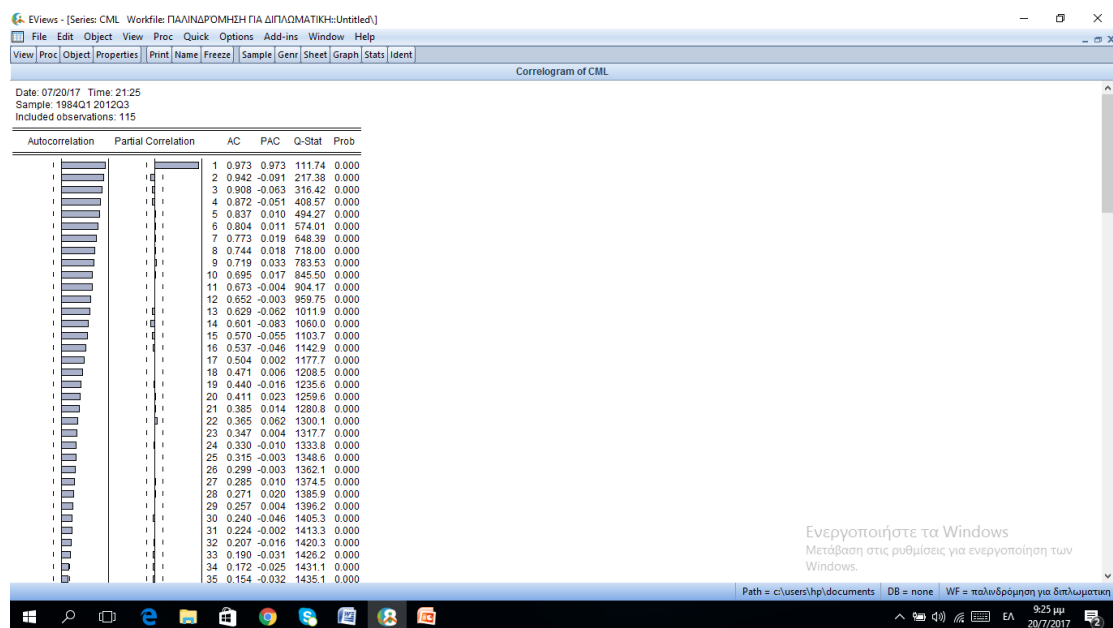 EViews - [Series: CML Workfile: ΠΑΛΙΝΔΡΌΜΗΣΗ ΓΙΑ ΔΙΠΛΩΜΑΤΙΚΗ::Untitled\]
File Edit Object View Proc Quick Options Add-ins Window Help
View Proc Object Properties Print Name Freeze Sample Genr Sheet Graph Stats Ident
Correlogram of CML
Date: 07/20/17 Time: 21:25
Sample: 1984Q1 2012Q3
Included observations: 115
Autocorrelation Partial Correlation AC PAC Q-Stat Prob
1 0.973 0.973 111.74 0.000
2 0.942 -0.091 217.38 0.000
3 0.908 -0.063 316.42 0.000
4 0.872 -0.051 408.57 0.000
5 0.837 0.010 494.27 0.000
6 0.804 0.011 574.01 0.000
7 0.773 0.019 648.39 0.000
8 0.744 0.018 718.00 0.000
9 0.719 0.033 783.53 0.000
10 0.695 0.017 845.50 0.000
11 0.673 -0.004 904.17 0.000
12 0.652 -0.003 959.75 0.000
13 0.629 -0.062 1011.9 0.000
14 0.601 -0.083 1060.0 0.000
15 0.570 -0.055 1103.7 0.000
16 0.537 -0.046 1142.9 0.000
17 0.504 0.002 1177.7 0.000
18 0.471 0.006 1208.5 0.000
19 0.440 -0.016 1235.6 0.000
20 0.411 0.023 1259.6 0.000
21 0.385 0.014 1280.8 0.000
22 0.365 0.062 1300.1 0.000
23 0.347 0.004 1317.7 0.000
24 0.330 -0.010 1333.8 0.000
25 0.315 -0.003 1348.6 0.000
26 0.299 -0.003 1362.1 0.000
27 0.285 0.010 1374.5 0.000
28 0.271 0.020 1385.9 0.000
29 0.257 0.004 1396.2 0.000
30 0.240 -0.046 1405.3 0.000
31 0.224 -0.002 1413.3 0.000
32 0.207 -0.016 1420.3 0.000
33 0.190 -0.031 1426.2 0.000
34 0.172 -0.025 1431.1 0.000
35 0.154 -0.032 1435.1 0.000
Ενεργοποιήστε τα Windows
Μετάβαση στις ρυθμίσεις για ενεργοποίηση των
Windows.
Path = c:\users\hp\documents DB = none WF = παλινδρόμηση για διπλωματικη
ΕΛ 9:25 μμ
20/7/2017